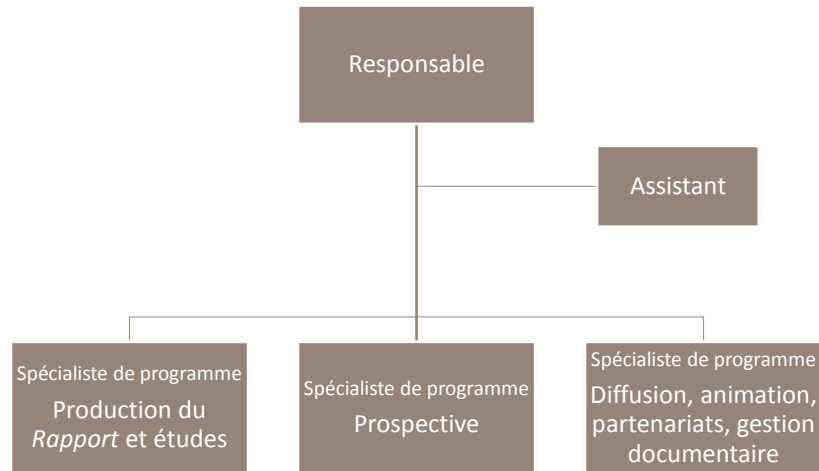 Responsable
Assistant
Spécialiste de programme
Production du
Rapport et études
Spécialiste de programme
Prospective
Spécialiste de programme
Diffusion, animation,
partenariats, gestion
documentaire